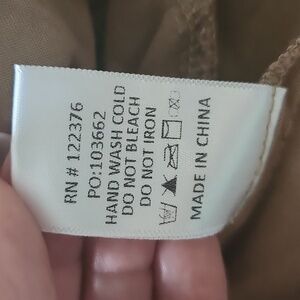 RN # 122376
PO:103662
HAND WASH COLD
DO NOT BLEACH
DO NOT IRON
MADE IN CHINA